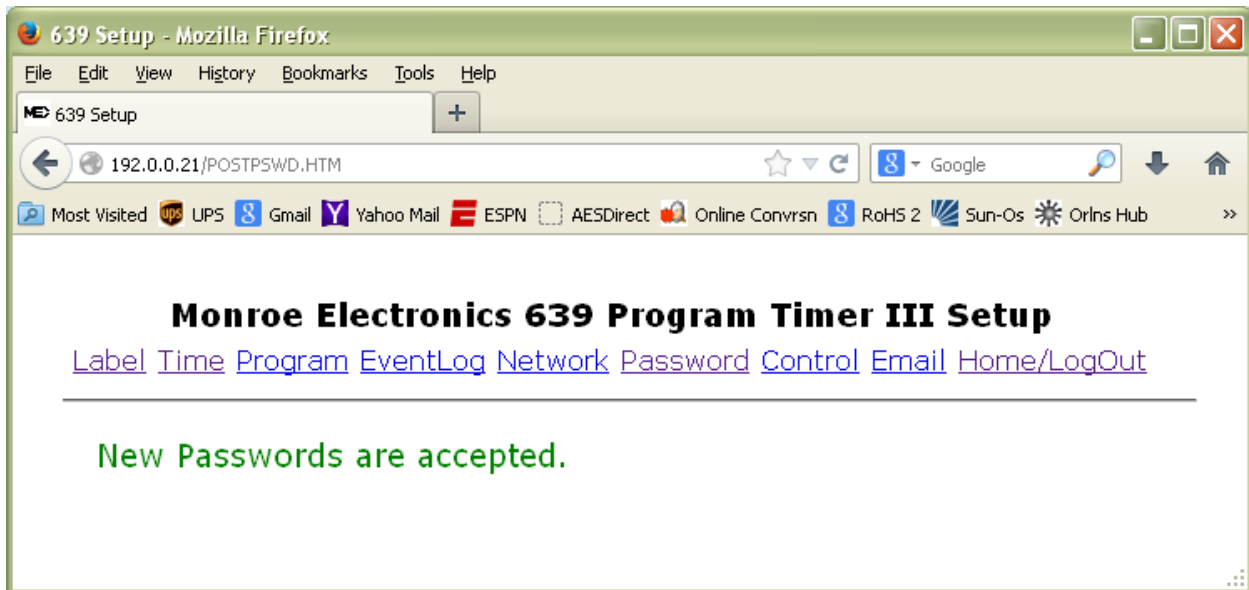 639 Setup - Mozilla Firefox
File Edit View History Bookmarks Tools Help
639 Setup
192.0.0.21/POSTPSWD.HTM
Google
Most Visited UPS Gmail Yahoo Mail ESPN AESDirect Online Convrsn RoHS 2 Sun-Os Orlns Hub
Monroe Electronics 639 Program Timer III Setup
Label Time Program EventLog Network Password Control Email Home/LogOut
New Passwords are accepted.